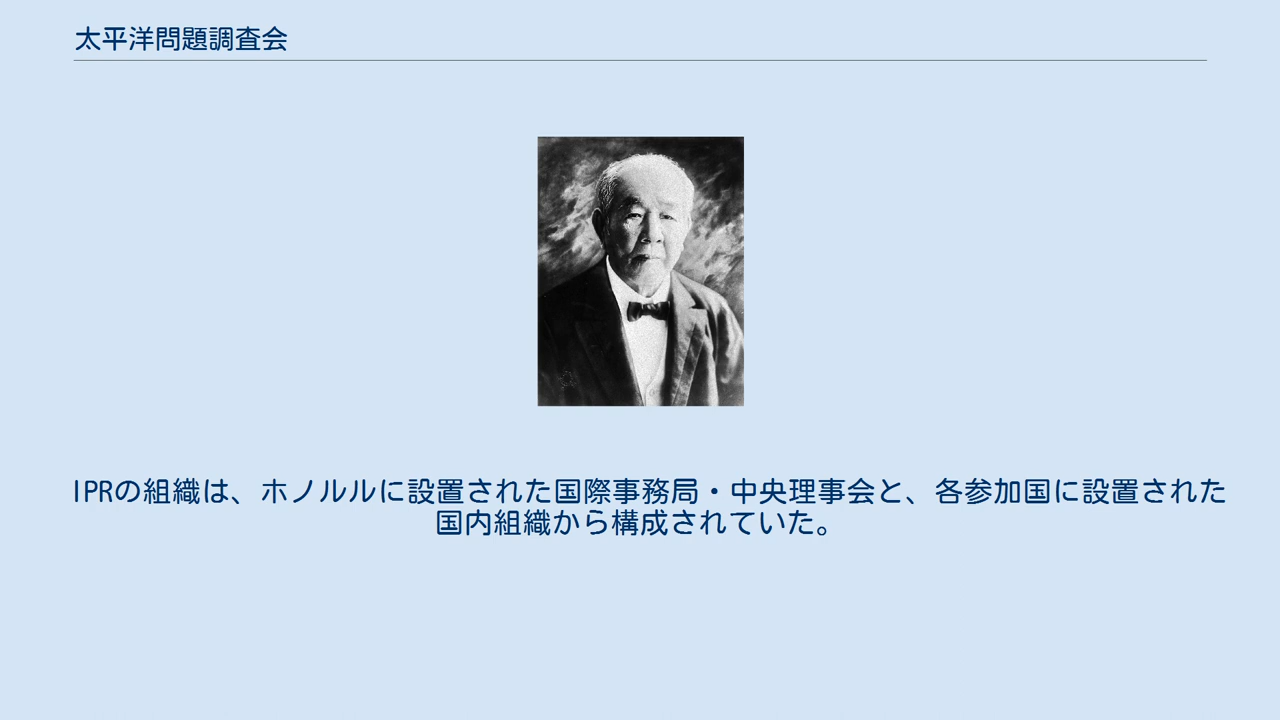 太平洋問題調査会
IPRの組織は、ホノルルに設置された国際事務局・中央理事会と、各参加国に設置された
国内組織から構成されていた。